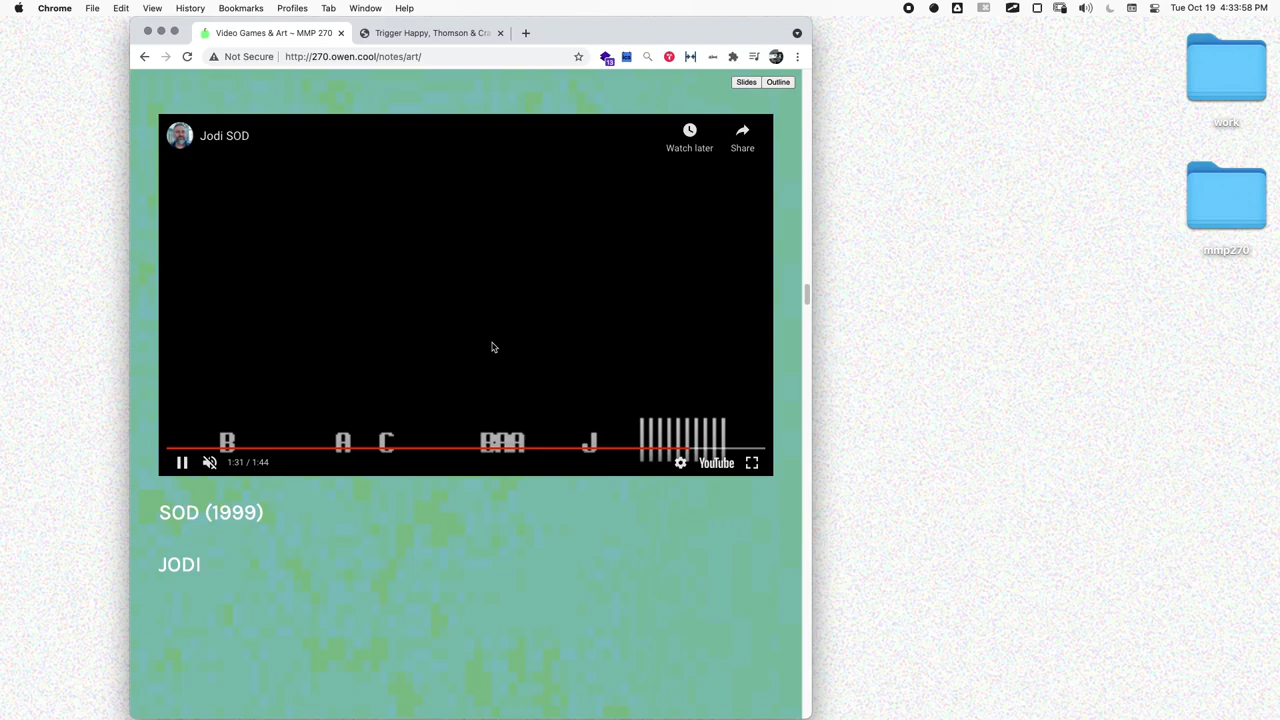 Chrome File Edit View History Bookmarks Profiles Tab Window Help
Tue Oct 19 4:33:58 PM
Video Games & Art ~ MMP 270
Trigger Happy, Thomson & Cra
Not Secure http://270.owen.cool/notes/art/
Slides Outline
work
Jodi SOD
Watch later Share
mmp270
B A C BAA J
1:31 / 1:44 YouTube
SOD (1999)
JODI